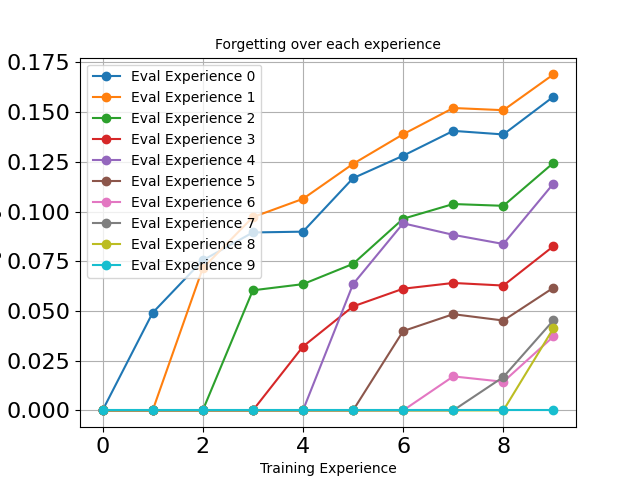 Forgetting over each experience
0.175
0.150
0.125
0.100
0.075
0.050
0.025
0.000
Eval Experience 0
Eval Experience 1
Eval Experience 2
Eval Experience 3
Eval Experience 4
Eval Experience 5
Eval Experience 6
Eval Experience 7
Eval Experience 8
Eval Experience 9
0 2 4 6 8
Training Experience